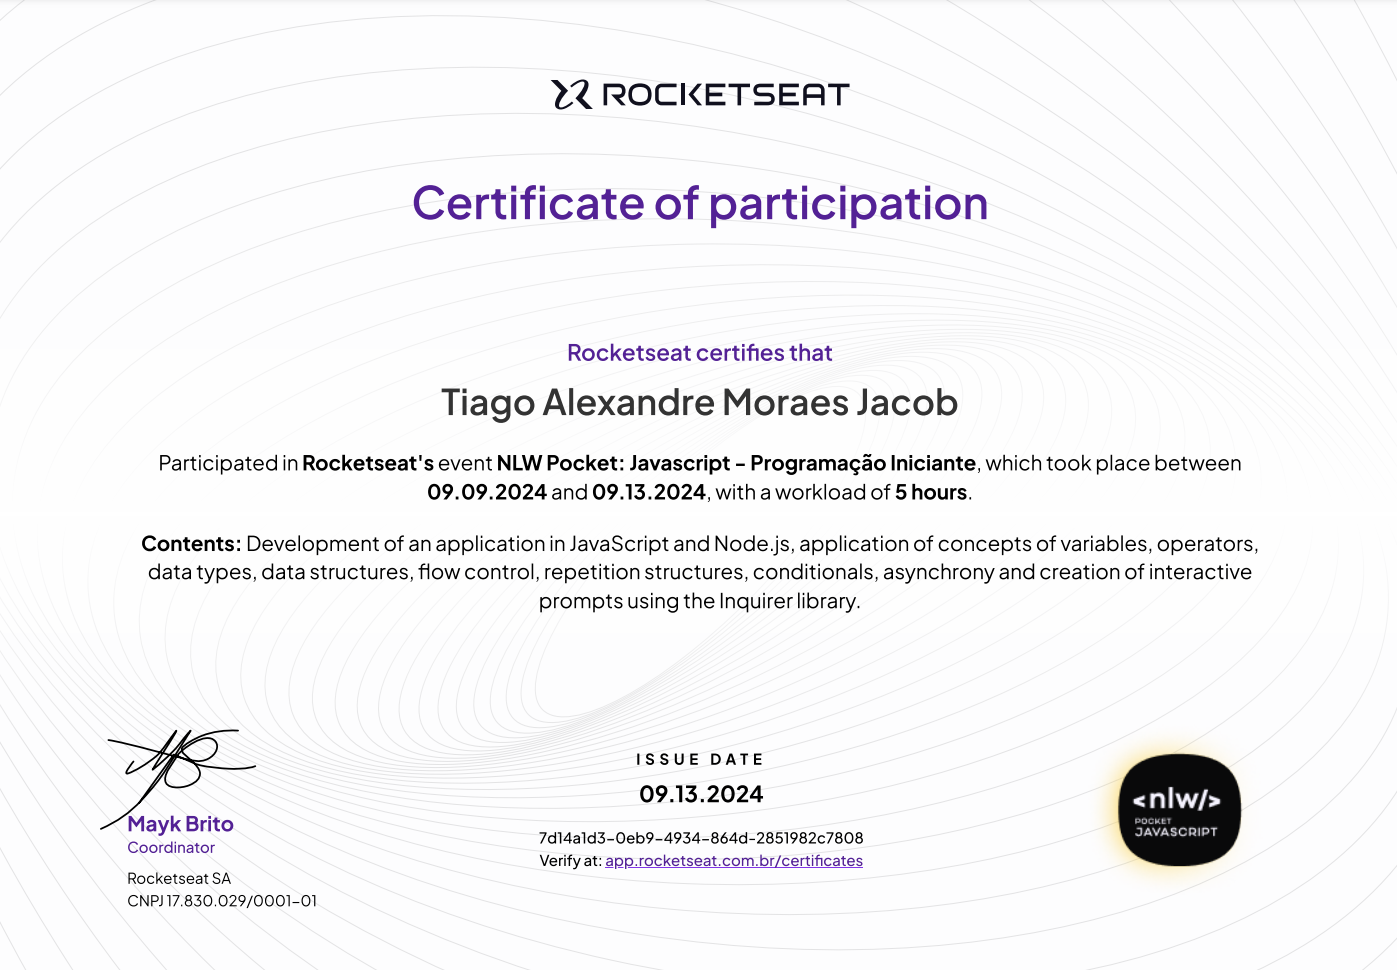 ROCKETSEAT
Certificate of participation
Rocketseat certifies that
Tiago Alexandre Moraes Jacob
Participated in Rocketseat's event NLW Pocket: Javascript - Programação Iniciante, which took place between
09.09.2024 and 09.13.2024, with a workload of 5 hours.
Contents: Development of an application in JavaScript and Node.js, application of concepts of variables, operators,
data types, data structures, flow control, repetition structures, conditionals, asynchrony and creation of interactive
prompts using the Inquirer library.
Mayk Brito
Coordinator
Rocketseat SA
CNPJ 17.830.029/0001-01
ISSUE DATE
09.13.2024
7d14a1d3-0eb9-4934-864d-2851982c7808
Verify at: app.rocketseat.com.br/certificates
<nlw/>
POCKET
JAVASCRIPT